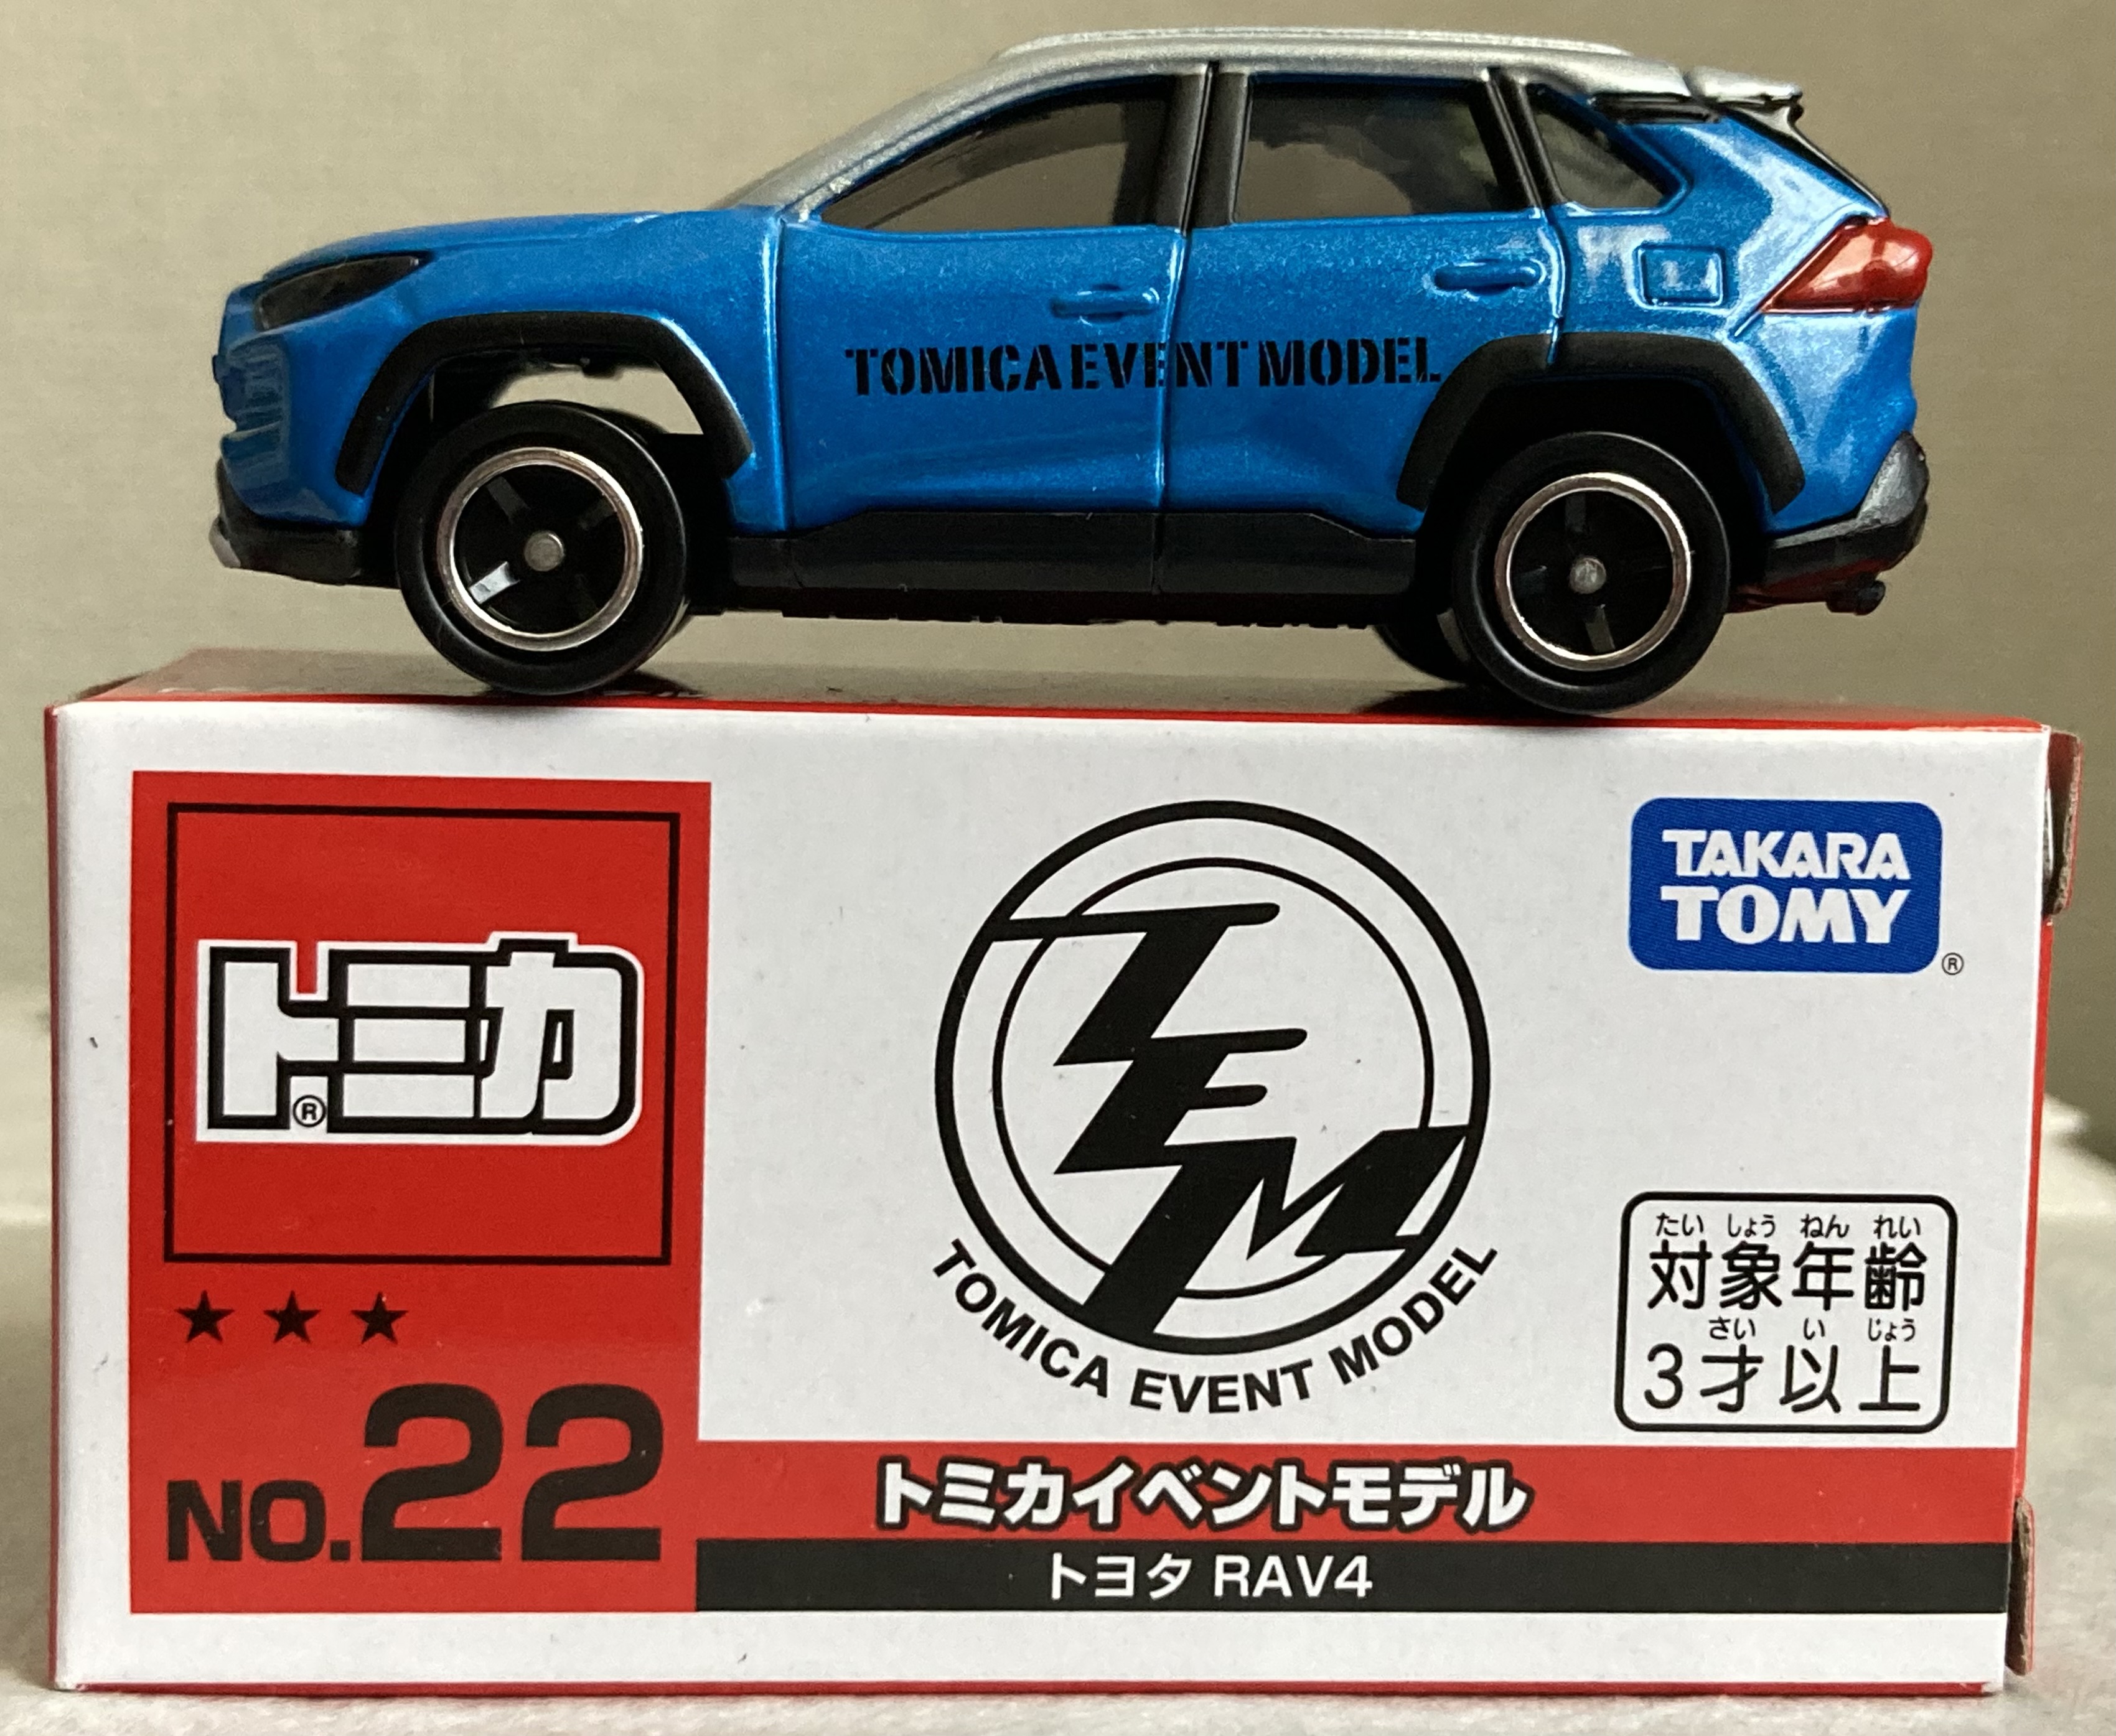 TOMICA EVENT MODEL
トミカ®
★★★
NO.22
TEM
TOMICA EVENT MODEL
TAKARA
TOMY
®
たい しょう ねん れい
対象年齢
さい い じょう
3才以上
トミカイベントモデル
トヨタ RAV4